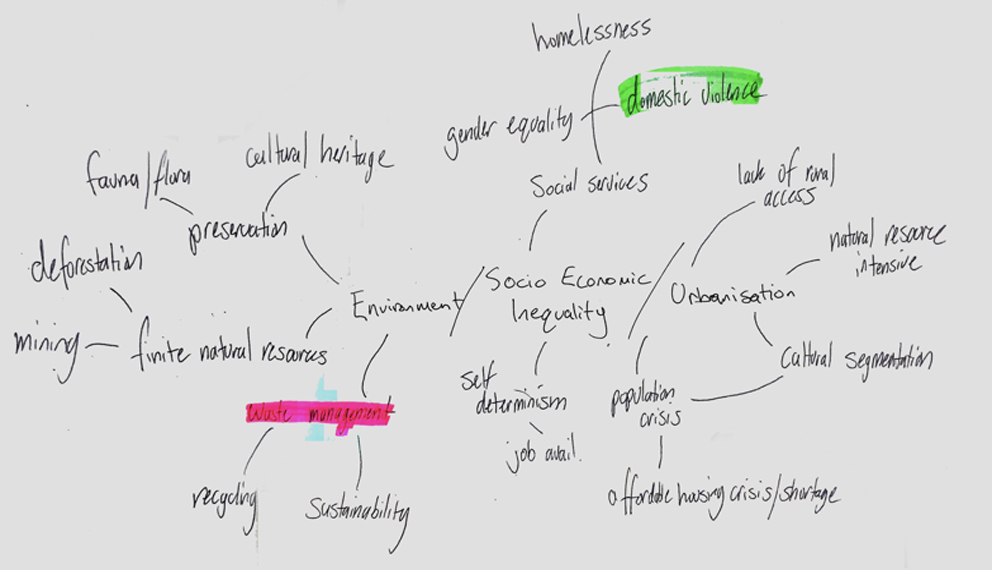 homelessness
domestic violence
gender equality
cultural heritage
fauna/flora
Social services
lack of rural
access
preservation
natural resource
intensive
deforestation
Socio Economic
Inequality
Urbanisation
Environment
mining
finite natural resources
cultural segmentation
self
determinism
population
crisis
waste management
job avail.
recycling
Sustainability
affordable housing crisis/shortage